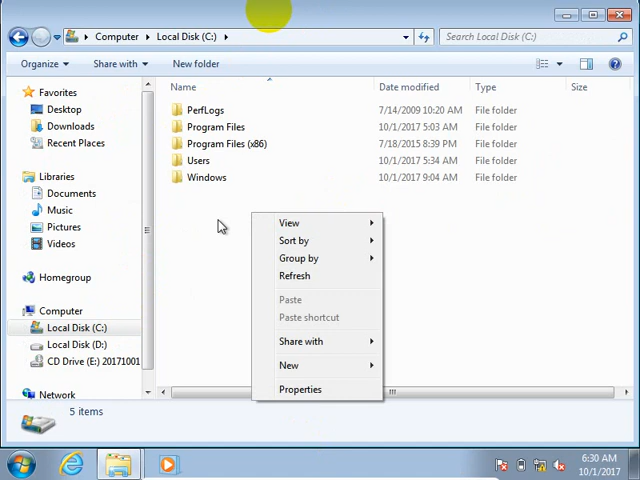 Computer Local Disk (C:) Search Local Disk (C:)
Organize Share with New folder
Name Date modified Type Size
Favorites
Desktop
Downloads
Recent Places
Libraries
Documents
Music
Pictures
Videos
Homegroup
Computer
Local Disk (C:)
Local Disk (D:)
CD Drive (E:) 20171001
Network
PerfLogs 7/14/2009 10:20 AM File folder
Program Files 10/1/2017 5:03 AM File folder
Program Files (x86) 7/18/2015 8:39 PM File folder
Users 10/1/2017 5:34 AM File folder
Windows 10/1/2017 9:04 AM File folder
View
Sort by
Group by
Refresh
Paste
Paste shortcut
Share with
New
Properties
5 items
6:30 AM
10/1/2017